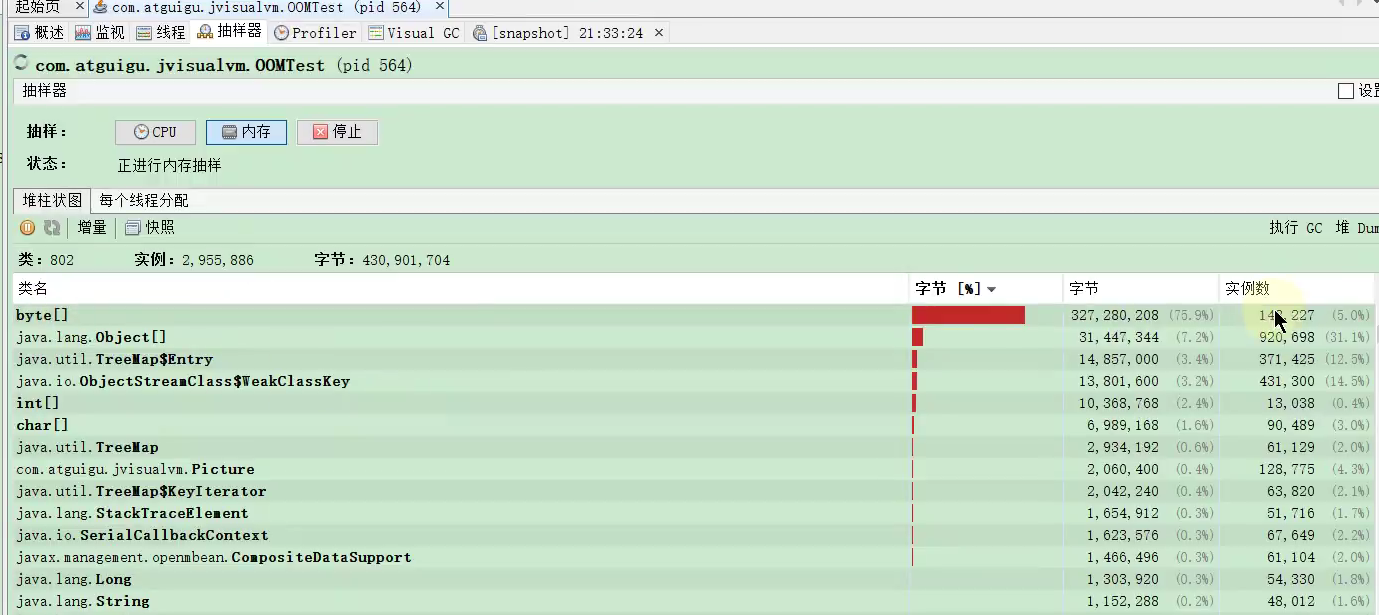 起始页 × com.atguigu.jvisualvm.OOMTest (pid 564) ×
概述 监视 线程 抽样器 Profiler Visual GC [snapshot] 21:33:24 ×
com.atguigu.jvisualvm.OOMTest (pid 564)
抽样器 设置
抽样: CPU 内存 停止
状态: 正进行内存抽样
堆柱状图 每个线程分配
增量 快照 执行 GC 堆 Dum
类: 802 实例: 2,955,886 字节: 430,901,704
类名 字节 [%] 字节 实例数
byte[] 327,280,208 (75.9%) (5.0%)
java.lang.Object[] 31,447,344 (7.2%) 920,698 (31.1%)
java.util.TreeMap$Entry 14,857,000 (3.4%) 371,425 (12.5%)
java.io.ObjectStreamClass$WeakClassKey 13,801,600 (3.2%) 431,300 (14.5%)
int[] 10,368,768 (2.4%) 13,038 (0.4%)
char[] 6,989,168 (1.6%) 90,489 (3.0%)
java.util.TreeMap 2,934,192 (0.6%) 61,129 (2.0%)
com.atguigu.jvisualvm.Picture 2,060,400 (0.4%) 128,775 (4.3%)
java.util.TreeMap$KeyIterator 2,042,240 (0.4%) 63,820 (2.1%)
java.lang.StackTraceElement 1,654,912 (0.3%) 51,716 (1.7%)
java.io.SerialCallbackContext 1,623,576 (0.3%) 67,649 (2.2%)
javax.management.openmbean.CompositeDataSupport 1,466,496 (0.3%) 61,104 (2.0%)
java.lang.Long 1,303,920 (0.3%) 54,330 (1.8%)
java.lang.String 1,152,288 (0.2%) 48,012 (1.6%)